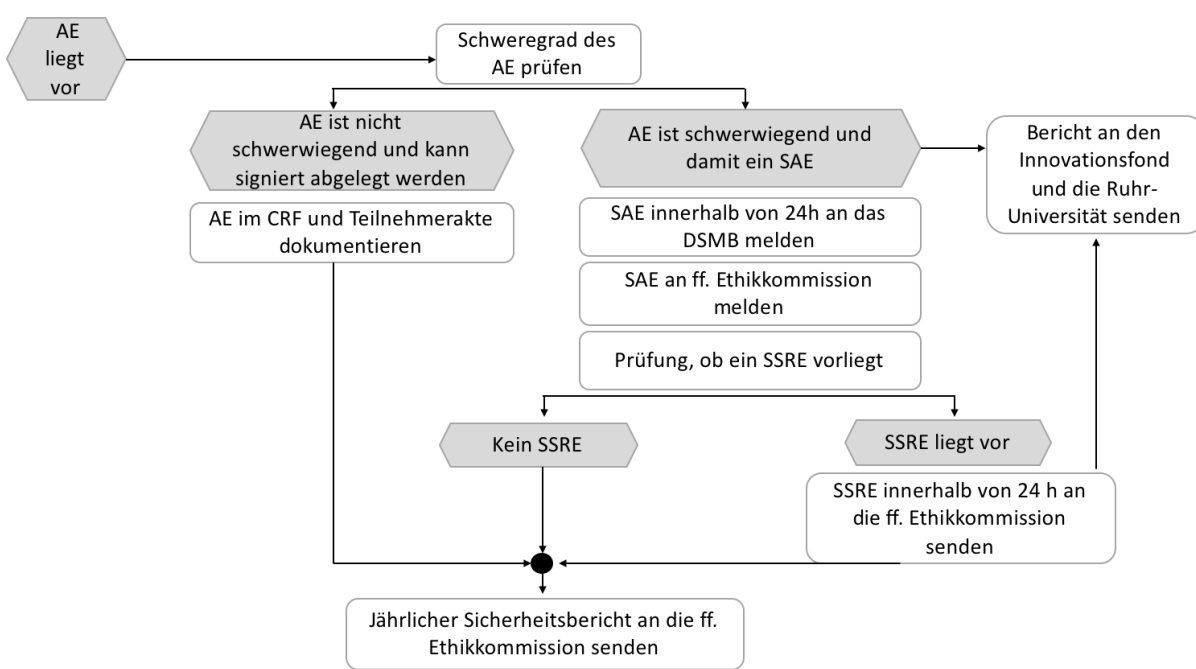 AE
liegt
vor
Schweregrad des
AE prüfen
AE ist nicht
schwerwiegend und kann
signiert abgelegt werden
AE ist schwerwiegend und
damit ein SAE
Bericht an den
Innovationsfond
und die Ruhr-
Universität senden
AE im CRF und Teilnehmerakte
dokumentieren
SAE innerhalb von 24h an das
DSMB melden
SAE an ff. Ethikkommission
melden
Prüfung, ob ein SSRE vorliegt
Kein SSRE
SSRE liegt vor
SSRE innerhalb von 24 h an
die ff. Ethikkommission
senden
Jährlicher Sicherheitsbericht an die ff.
Ethikkommission senden